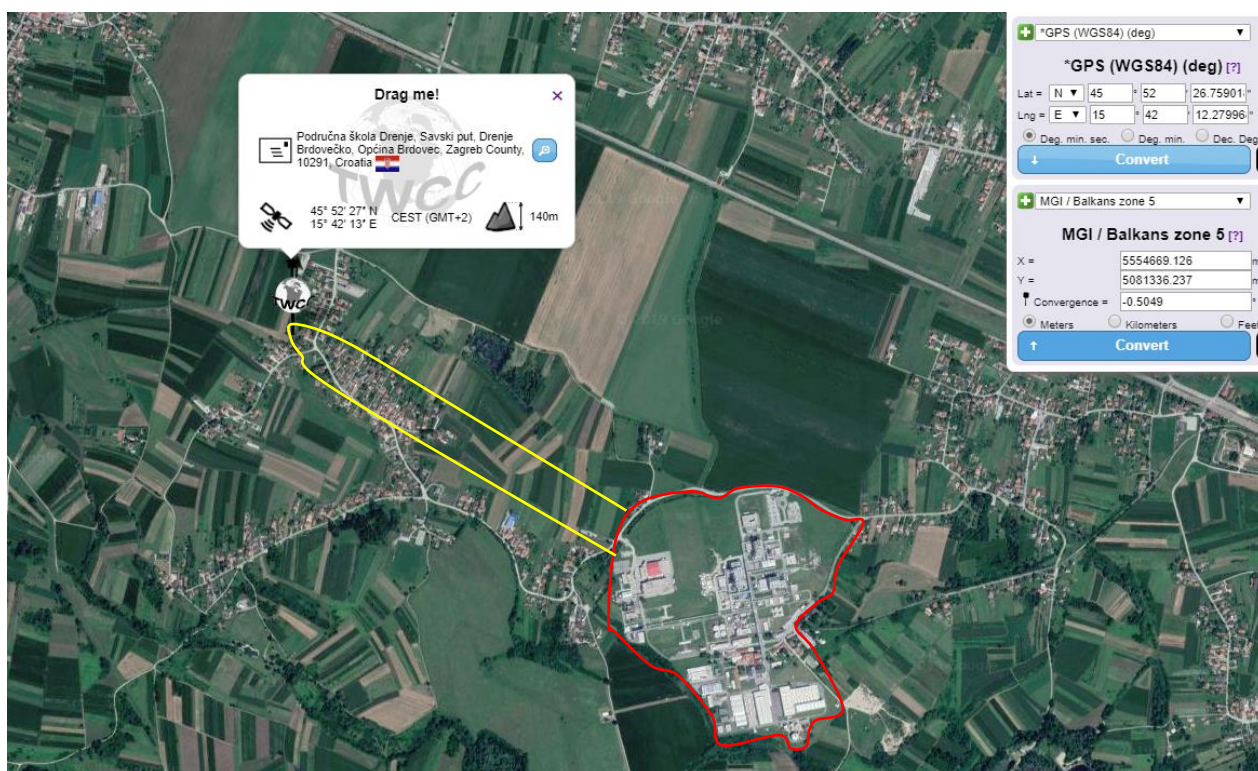 Drag me!
×
Područna škola Drenje, Savski put, Drenje
Brdovečko, Općina Brdovec, Zagreb County,
10291, Croatia
TWCC
45° 52' 27" N
15° 42' 13" E
CEST (GMT+2)
140m
TWCC
*GPS (WGS84) (deg)
*GPS (WGS84) (deg) [?]
Lat = N 45 ° 52 ' 26.75901 "
Lng = E 15 ° 42 ' 12.27996 "
Deg. min. sec. Deg. min. Dec. Deg
↓ Convert
MGI / Balkans zone 5
MGI / Balkans zone 5 [?]
X = 5554669.126 m
Y = 5081336.237 m
Convergence = -0.5049 °
Meters Kilometers Feet
↑ Convert